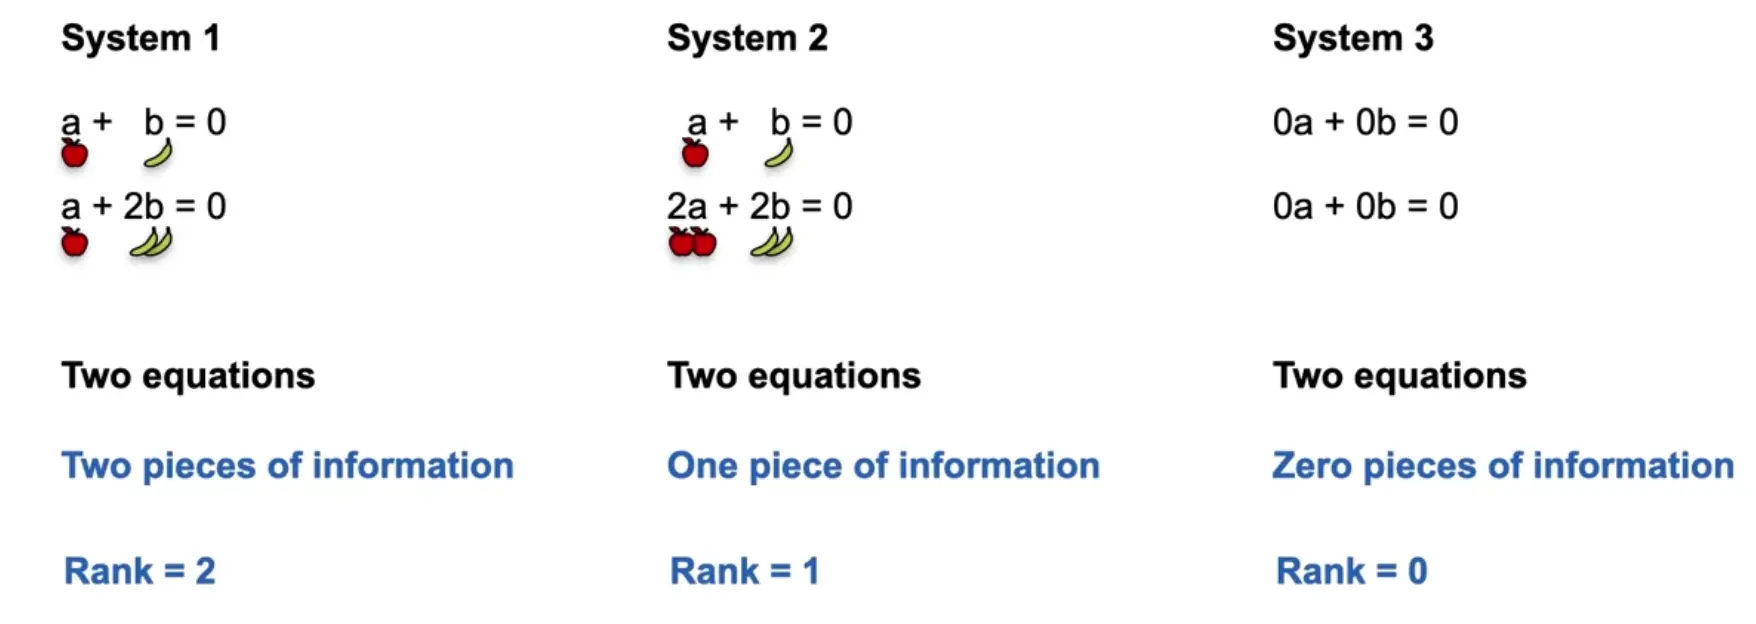 System 1
a + b = 0
a + 2b = 0
Two equations
Two pieces of information
Rank = 2
System 2
a + b = 0
2a + 2b = 0
Two equations
One piece of information
Rank = 1
System 3
0a + 0b = 0
0a + 0b = 0
Two equations
Zero pieces of information
Rank = 0